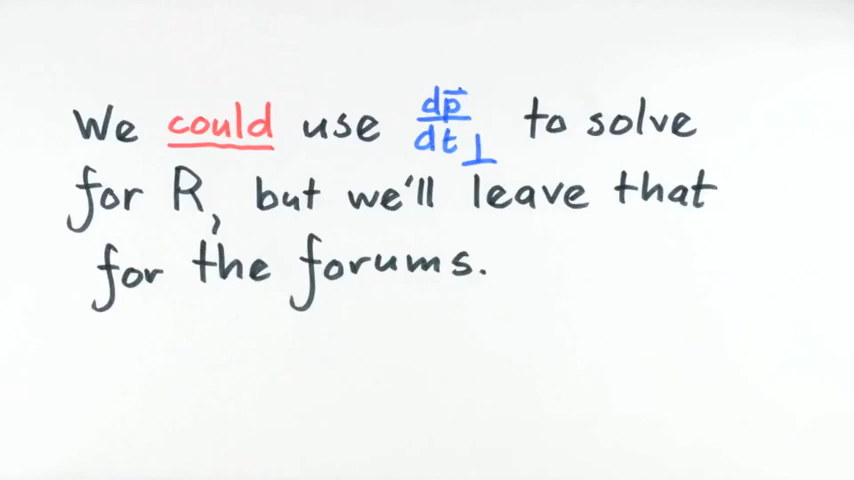 We could use dp⃗/dt⊥ to solve
for R, but we'll leave that
for the forums.